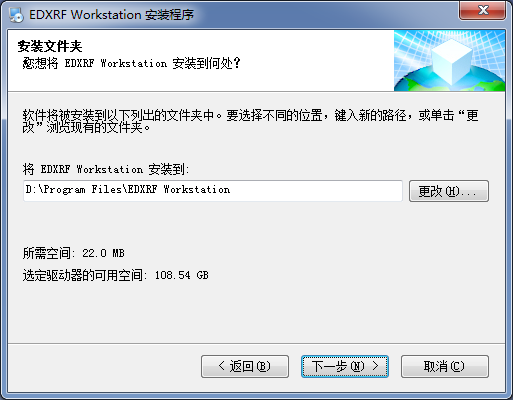 EDXRF Workstation 安装程序
安装文件夹
您想将 EDXRF Workstation 安装到何处?
软件将被安装到以下列出的文件夹中。要选择不同的位置，键入新的路径，或单击“更
改”浏览现有的文件夹。
将 EDXRF Workstation 安装到:
D:\Program Files\EDXRF Workstation
更改(H)...
所需空间: 22.0 MB
选定驱动器的可用空间: 108.54 GB
< 返回(B)
下一步(N) >
取消(C)